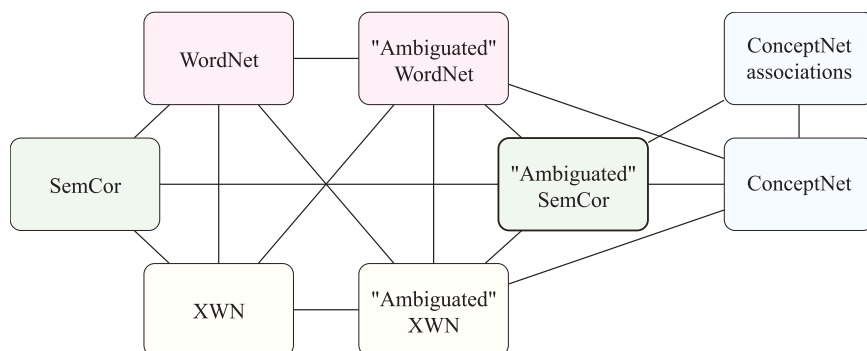 WordNet
"Ambiguated"
WordNet
ConceptNet
associations
SemCor
"Ambiguated"
SemCor
ConceptNet
XWN
"Ambiguated"
XWN